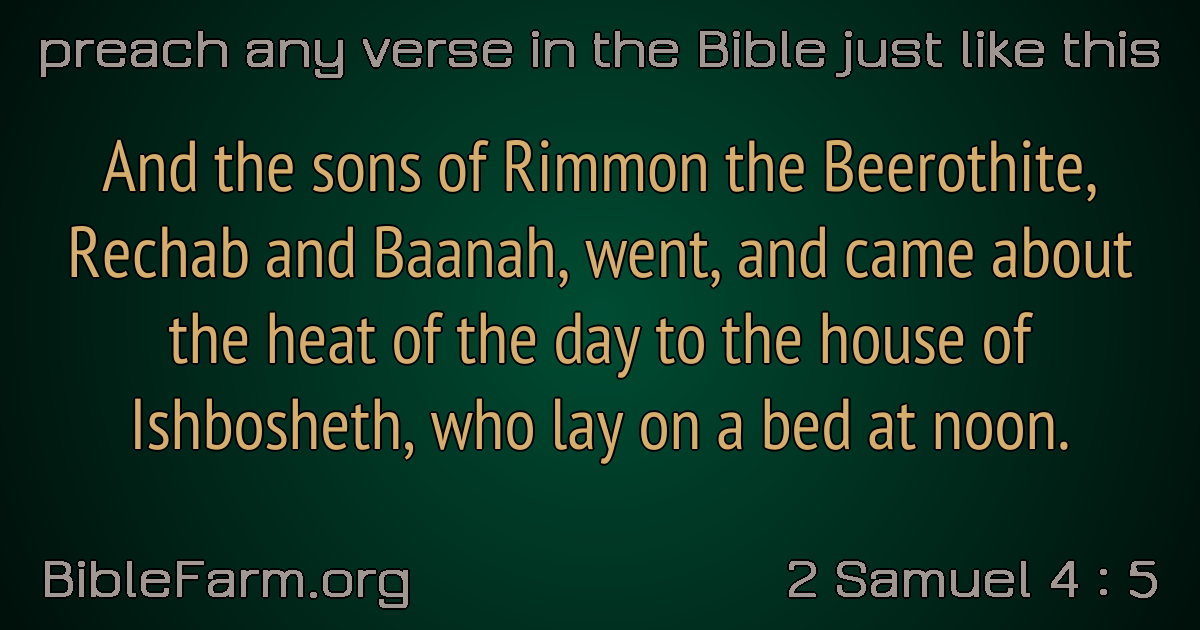 preach any verse in the Bible just like this
And the sons of Rimmon the Beerothite,
Rechab and Baanah, went, and came about
the heat of the day to the house of
Ishbosheth, who lay on a bed at noon.
BibleFarm.org
2 Samuel 4 : 5